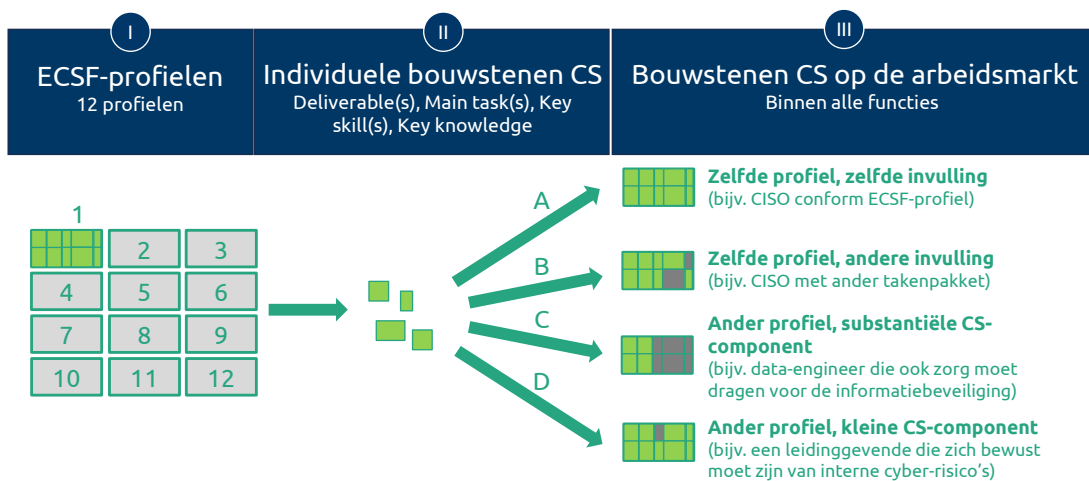 I
ECSF-profielen
12 profielen
II
Individuele bouwstenen CS
Deliverable(s), Main task(s), Key
skill(s), Key knowledge
III
Bouwstenen CS op de arbeidsmarkt
Binnen alle functies
1
2
3
4
5
6
7
8
9
10
11
12
A
Zelfde profiel, zelfde invulling
(bijv. CISO conform ECSF-profiel)
B
Zelfde profiel, andere invulling
(bijv. CISO met ander takenpakket)
C
Ander profiel, substantiële CS-
component
(bijv. data-engineer die ook zorg moet
dragen voor de informatiebeveiliging)
D
Ander profiel, kleine CS-component
(bijv. een leidinggevende die zich bewust
moet zijn van interne cyber-risico’s)